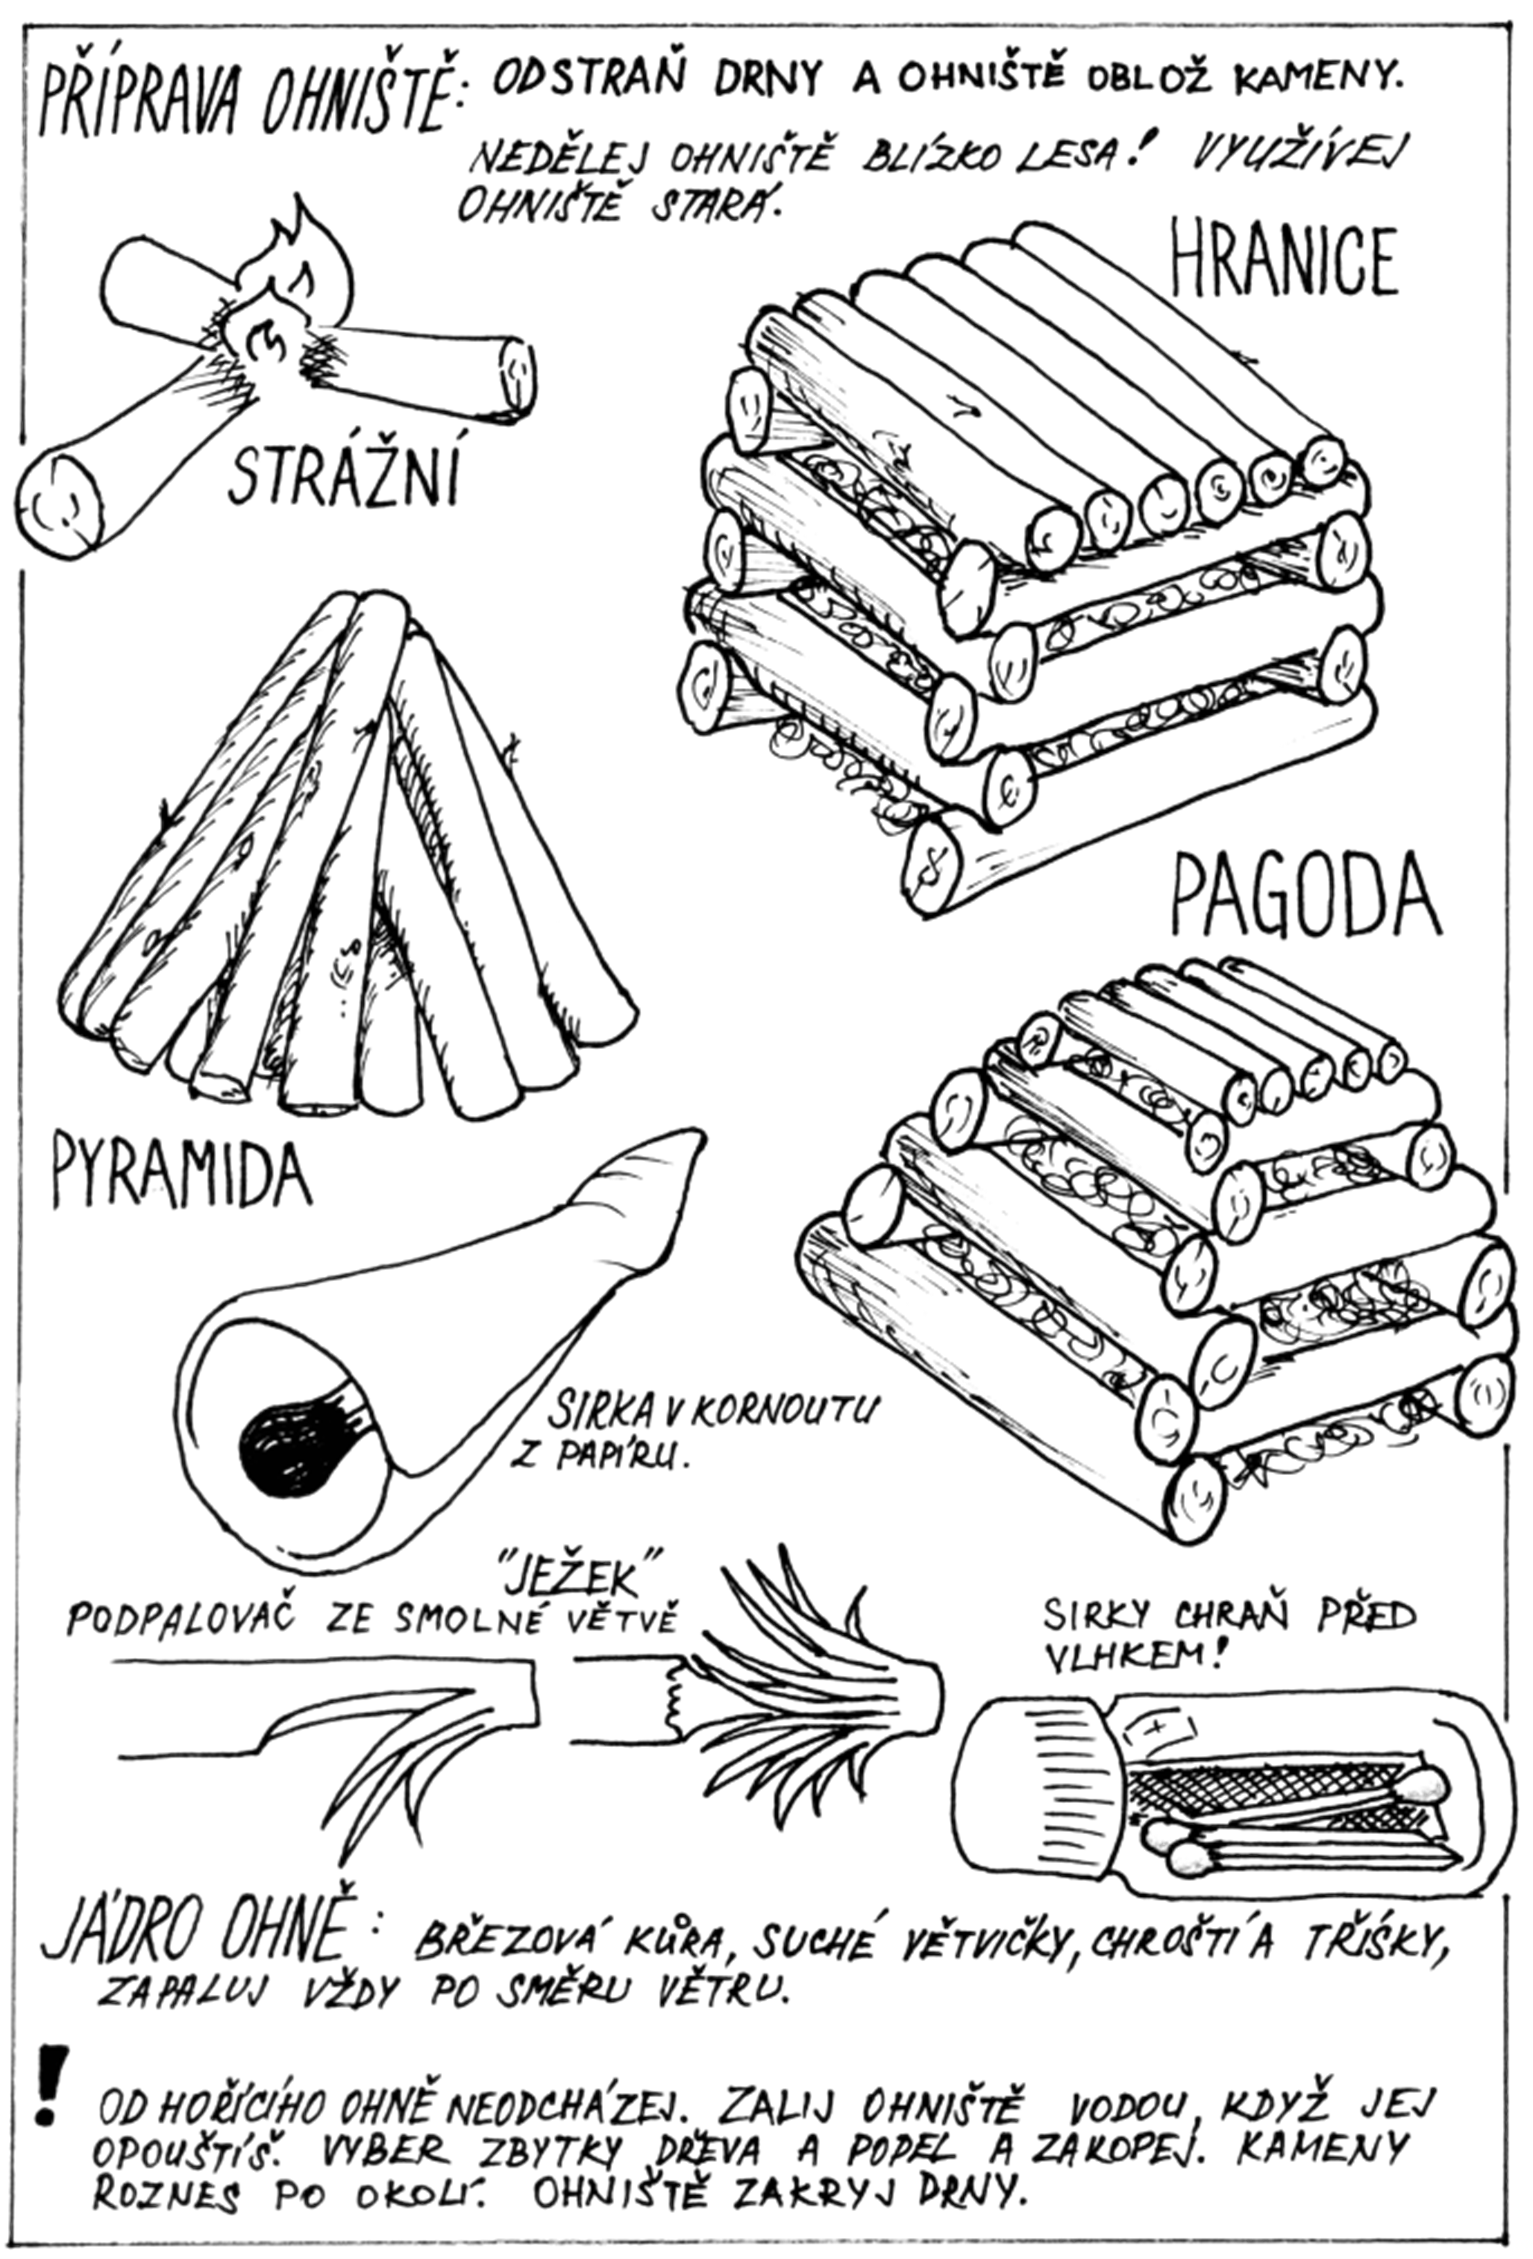 PŘÍPRAVA OHNIŠTĚ: ODSTRAŇ DRNY A OHNIŠTĚ OBLOŽ KAMENY.
NEDĚLEJ OHNIŠTĚ BLÍZKO LESA! VYUŽÍVEJ
OHNIŠTĚ STARÁ.
HRANICE
STRÁŽNÍ
PAGODA
PYRAMIDA
SIRKA V KORNOUTU
Z PAPÍRU.
"JEŽEK"
PODPALOVAČ ZE SMOLNÉ VĚTVĚ
SIRKY CHRAŇ PŘED
VLHKEM!
JÁDRO OHNĚ: BŘEZOVÁ KŮRA, SUCHÉ VĚTVIČKY, CHROŠTÍ A TŘÍŠKY,
ZAPALUJ VŽDY PO SMĚRU VĚTRU.
! OD HOŘÍCÍHO OHNĚ NEODCHÁZEJ. ZALIJ OHNIŠTĚ VODOU, KDYŽ JEJ
OPOUŠTÍŠ. VYBER ZBYTKY DŘEVA A POPEL A ZAKOPEJ. KAMENY
ROZNES PO OKOLÍ. OHNIŠTĚ ZAKRYJ DRNY.